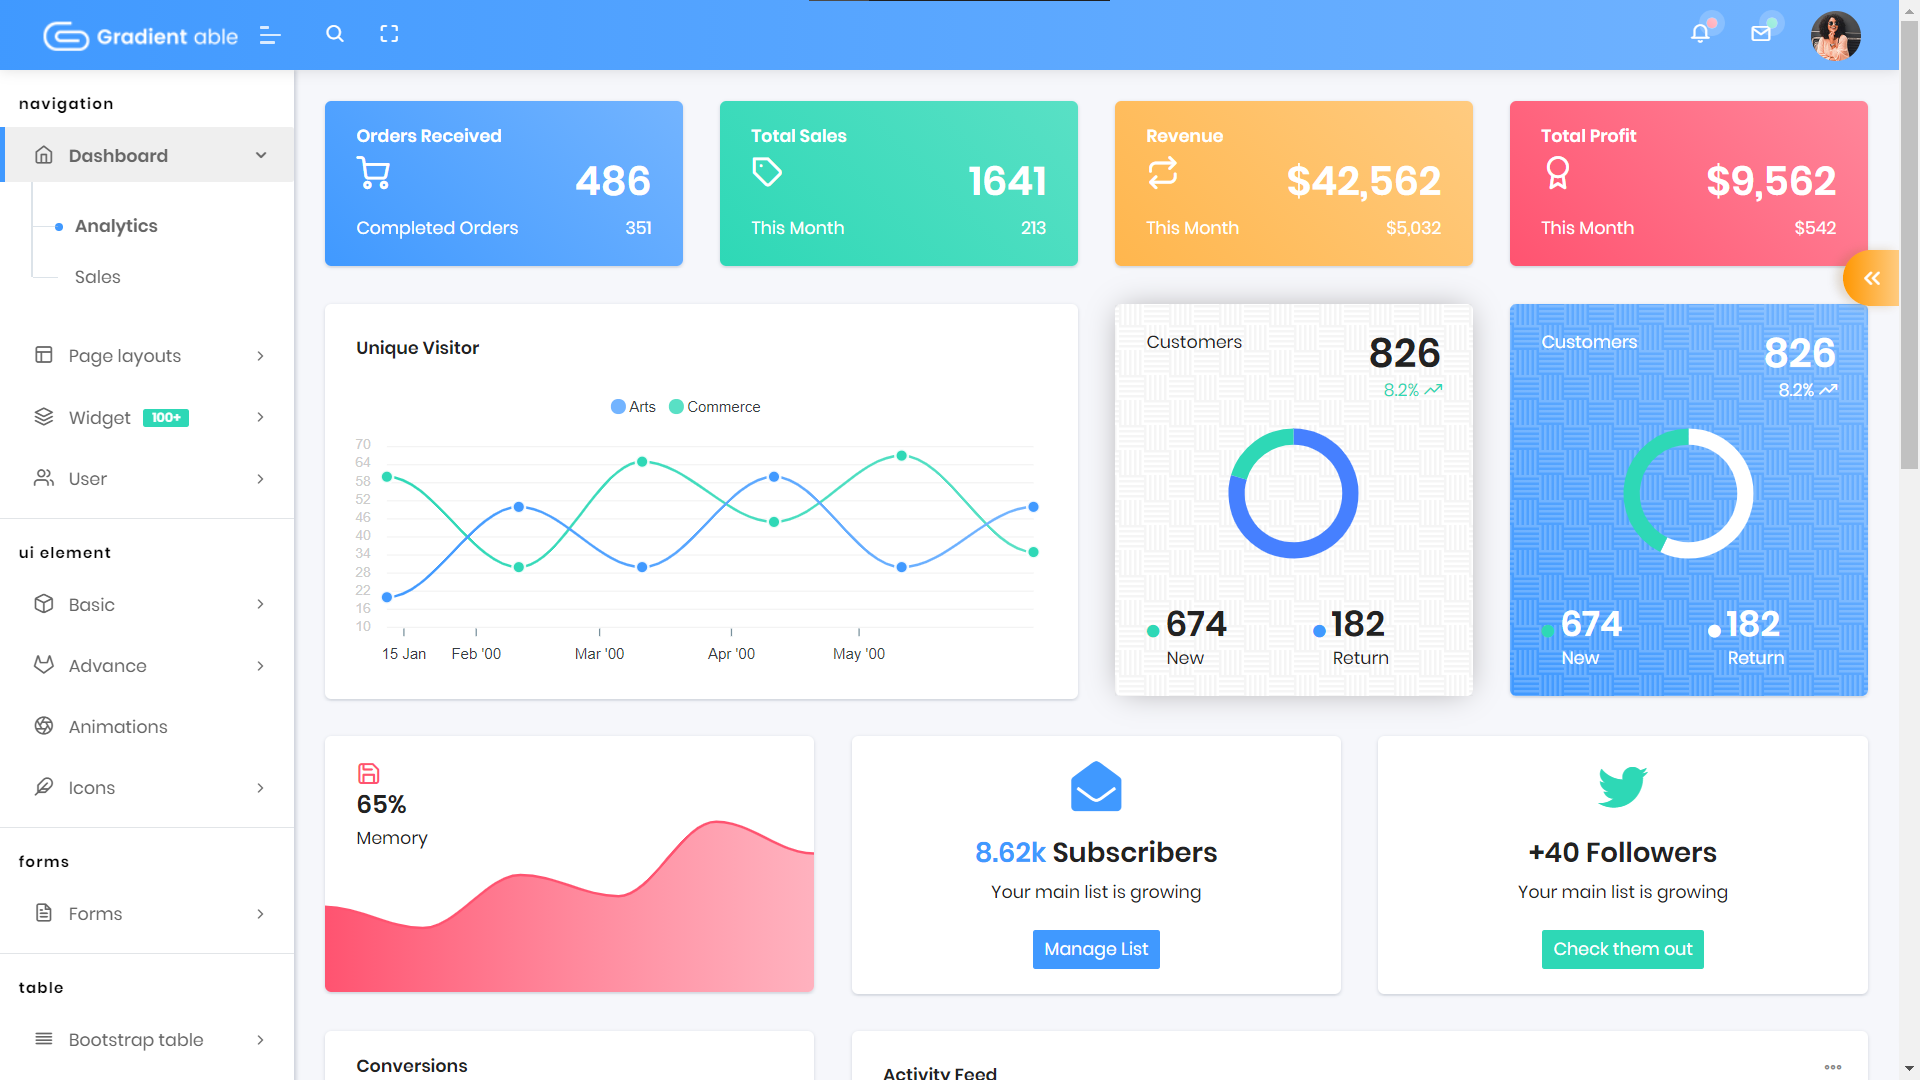 Gradient able
navigation
Dashboard
Analytics
Sales
Page layouts
Widget 100+
User
ui element
Basic
Advance
Animations
Icons
forms
Forms
table
Bootstrap table
Orders Received
486
Completed Orders 351
Total Sales
1641
This Month 213
Revenue
$42,562
This Month $5,032
Total Profit
$9,562
This Month $542
Unique Visitor
Arts Commerce
70
64
58
52
46
40
34
28
22
16
10
15 Jan Feb '00 Mar '00 Apr '00 May '00
Customers 826
8.2%
674 182
New Return
Customers 826
8.2%
674 182
New Return
65%
Memory
8.62k Subscribers
Your main list is growing
Manage List
+40 Followers
Your main list is growing
Check them out
Conversions
Activity Feed